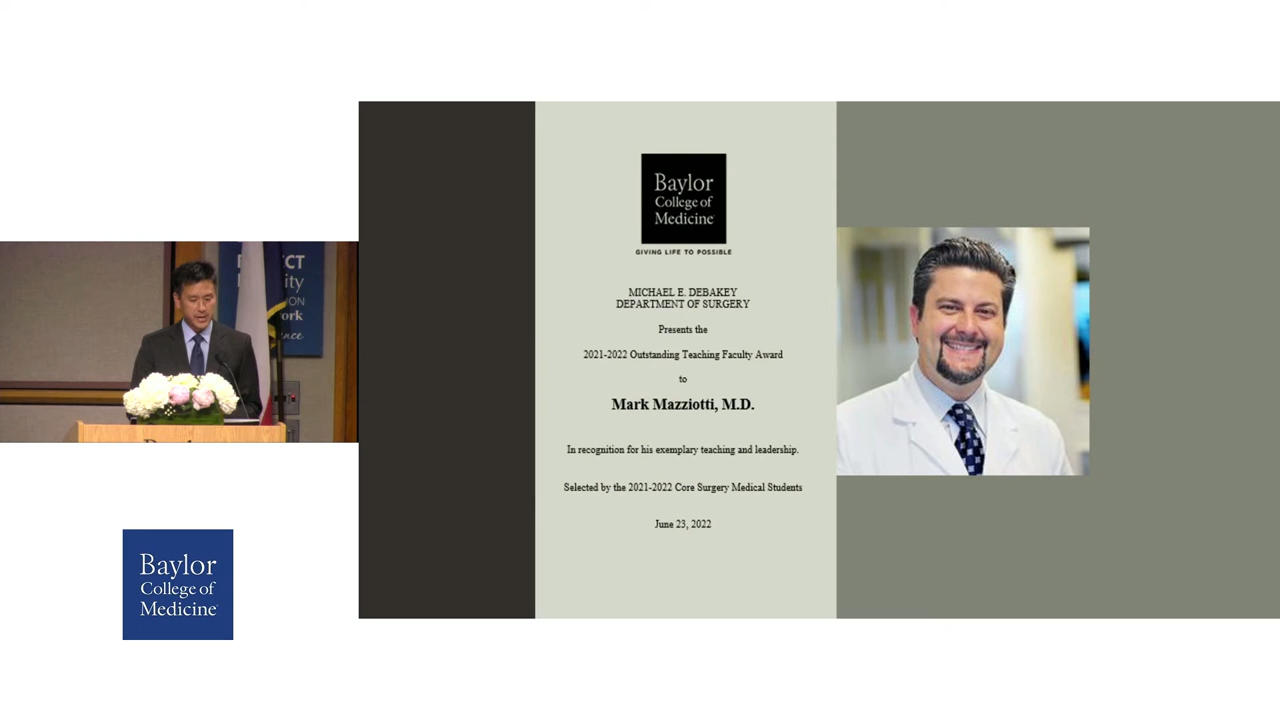 Baylor
College of
Medicine
GIVING LIFE TO POSSIBLE
MICHAEL E. DEBAKEY
DEPARTMENT OF SURGERY
Presents the
2021-2022 Outstanding Teaching Faculty Award
to
Mark Mazziotti, M.D.
In recognition for his exemplary teaching and leadership.
Selected by the 2021-2022 Core Surgery Medical Students
June 23, 2022
Baylor
College of
Medicine